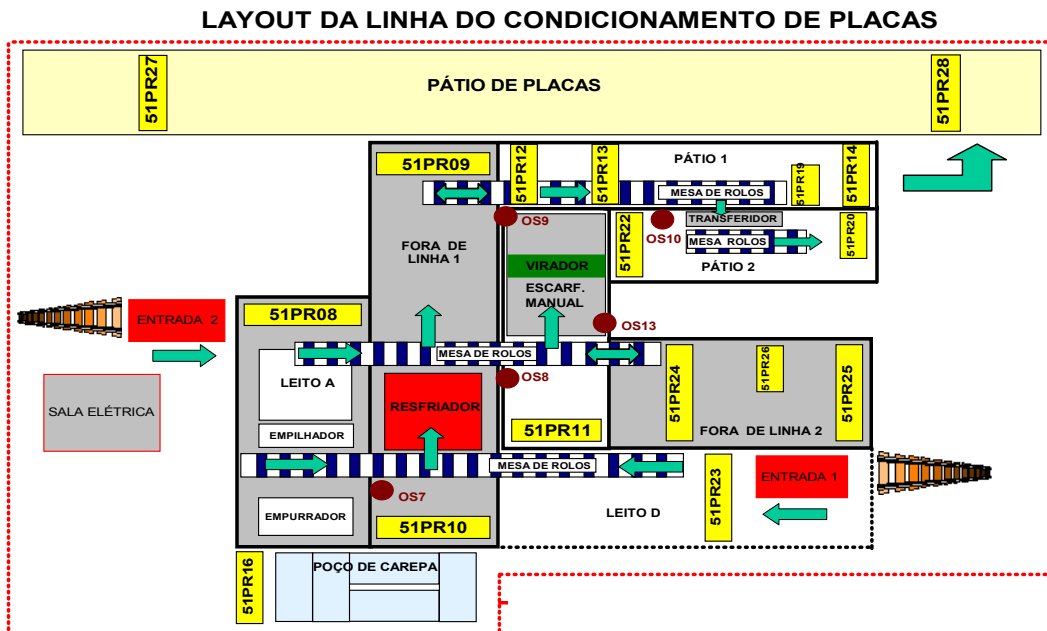 LAYOUT DA LINHA DO CONDICIONAMENTO DE PLACAS
51PR27
PÁTIO DE PLACAS
51PR28
51PR09
51PR12
51PR13
PÁTIO 1
51PR19
51PR14
MESA DE ROLOS
OS9
51PR22
OS10
TRANSFERIDOR
51PR20
MESA ROLOS
PÁTIO 2
FORA DE
LINHA 1
VIRADOR
ESCARF.
MANUAL
OS13
ENTRADA 2
51PR08
MESA DE ROLOS
SALA ELÉTRICA
LEITO A
EMPILHADOR
RESFRIADOR
OS8
51PR11
51PR24
51PR26
51PR25
FORA DE LINHA 2
MESA DE ROLOS
51PR23
ENTRADA 1
OS7
EMPURRADOR
LEITO D
51PR10
51PR16
POÇO DE CAREPA